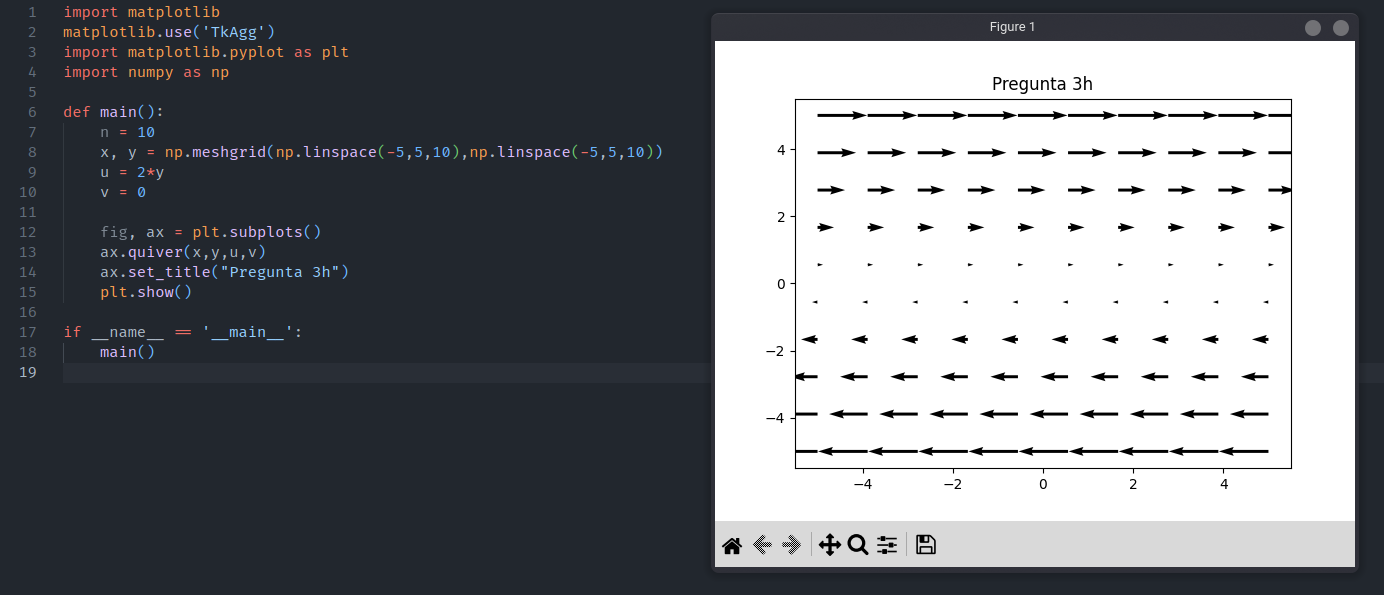 1 import matplotlib
2 matplotlib.use('TkAgg')
3 import matplotlib.pyplot as plt
4 import numpy as np
5
6 def main():
7     n = 10
8     x, y = np.meshgrid(np.linspace(-5,5,10),np.linspace(-5,5,10))
9     u = 2*y
10     v = 0
11
12     fig, ax = plt.subplots()
13     ax.quiver(x,y,u,v)
14     ax.set_title("Pregunta 3h")
15     plt.show()
16
17 if __name__ == '__main__':
18     main()
19
Figure 1
Pregunta 3h
4
2
0
−2
−4
−4 −2 0 2 4